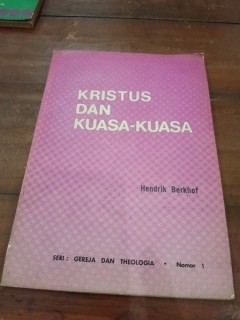 KRISTUS
DAN
KUASA-KUASA
Hendrik Berkhof
SERI : GEREJA DAN THEOLOGIA • Nomor 1